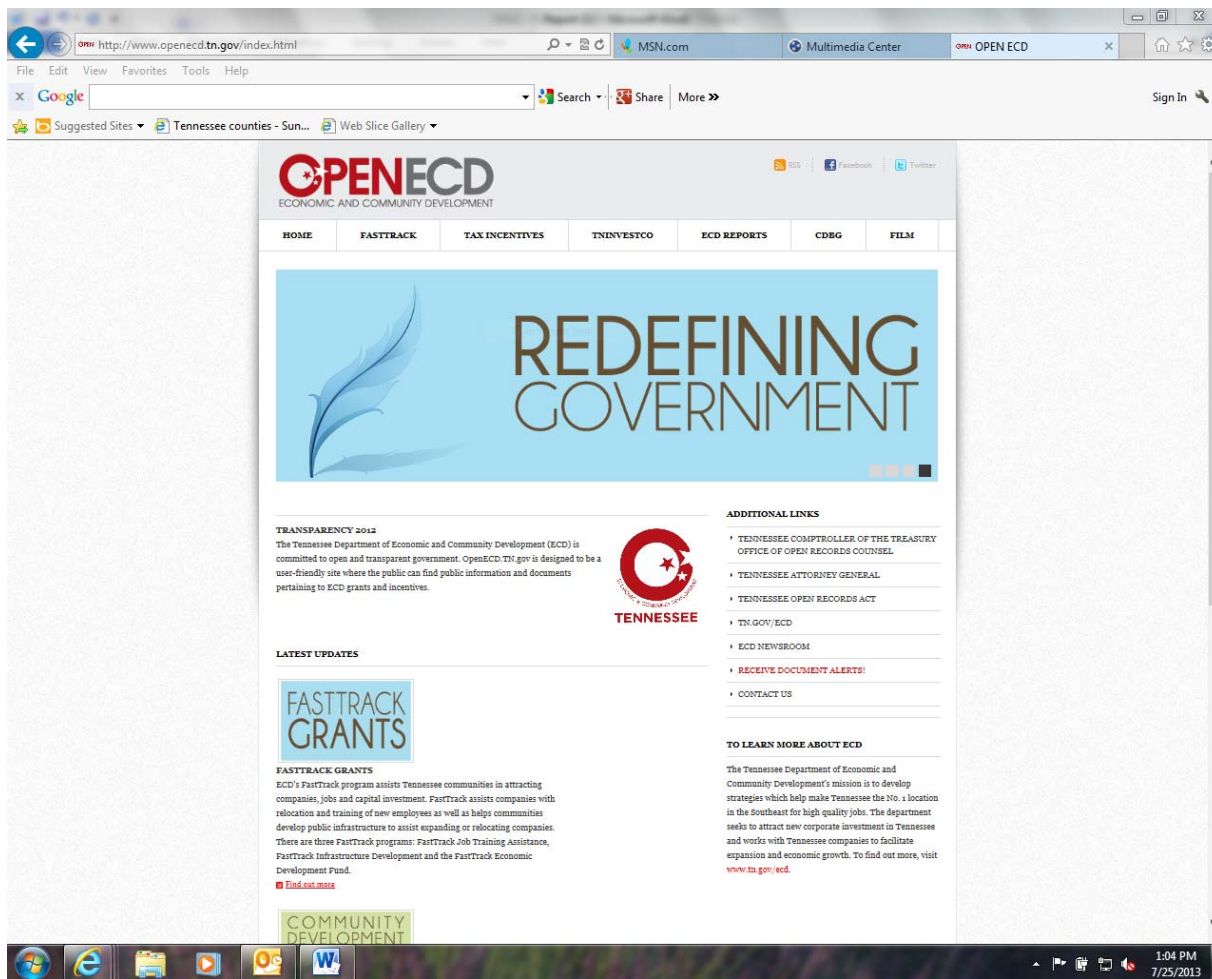 http://www.openecd.tn.gov/index.html
MSN.com
Multimedia Center
OPEN ECD
File Edit View Favorites Tools Help
x Google
Search
Share
More »
Sign In
Suggested Sites
Tennessee counties - Sun...
Web Slice Gallery
OPENECD
ECONOMIC AND COMMUNITY DEVELOPMENT
RSS
Facebook
Twitter
HOME
FASTTRACK
TAX INCENTIVES
TNINVESTCO
ECD REPORTS
CDBG
FILM
REDEFINING
GOVERNMENT
TRANSPARENCY 2012
The Tennessee Department of Economic and Community Development (ECD) is
committed to open and transparent government. OpenECD.TN.gov is designed to be a
user-friendly site where the public can find public information and documents
pertaining to ECD grants and incentives.
TENNESSEE
LATEST UPDATES
FASTTRACK
GRANTS
FASTTRACK GRANTS
ECD's FastTrack program assists Tennessee communities in attracting
companies, jobs and capital investment. FastTrack assists companies with
relocation and training of new employees as well as helps communities
develop public infrastructure to assist expanding or relocating companies.
There are three FastTrack programs: FastTrack Job Training Assistance,
FastTrack Infrastructure Development and the FastTrack Economic
Development Fund.
Find out more
COMMUNITY
DEVELOPMENT
ADDITIONAL LINKS
TENNESSEE COMPTROLLER OF THE TREASURY
OFFICE OF OPEN RECORDS COUNSEL
TENNESSEE ATTORNEY GENERAL
TENNESSEE OPEN RECORDS ACT
TN.GOV/ECD
ECD NEWSROOM
RECEIVE DOCUMENT ALERTS!
CONTACT US
TO LEARN MORE ABOUT ECD
The Tennessee Department of Economic and
Community Development's mission is to develop
strategies which help make Tennessee the No. 1 location
in the Southeast for high quality jobs. The department
seeks to attract new corporate investment in Tennessee
and works with Tennessee companies to facilitate
expansion and economic growth. To find out more, visit
www.tn.gov/ecd.
1:04 PM
7/25/2013